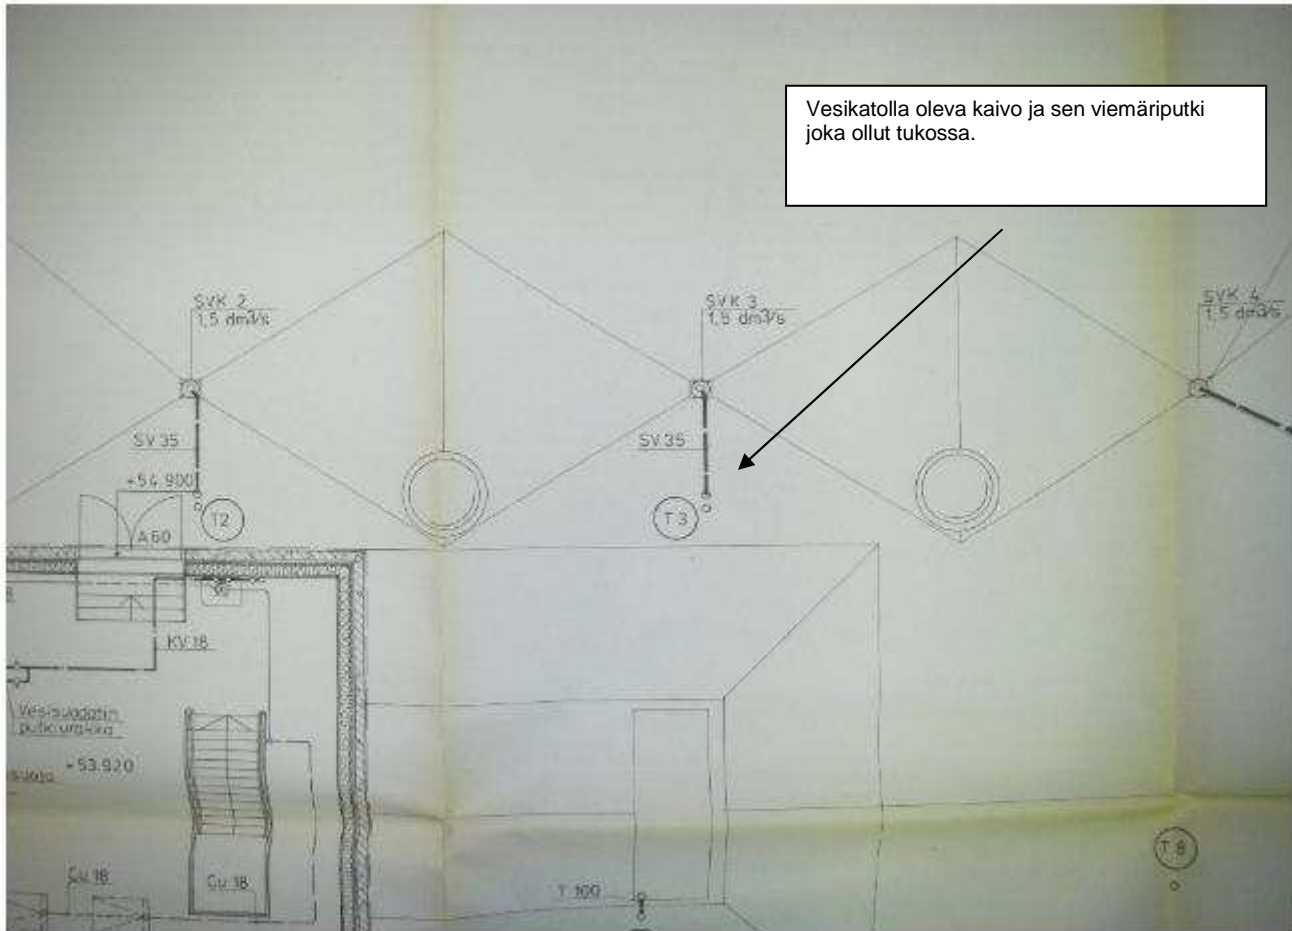 Vesikatolla oleva kaivo ja sen viemäriputki
joka ollut tukossa.
SVK 2
1,5 dm3/s
SVK 3
1,5 dm3/s
SVK 4
1,5 dm3/s
SV 35
SV 35
+54.900
T2
T3
A60
KV 18
Vesisuodatin
putkiurakka
+53.920
Cu 18
Cu 18
T 100
T 8